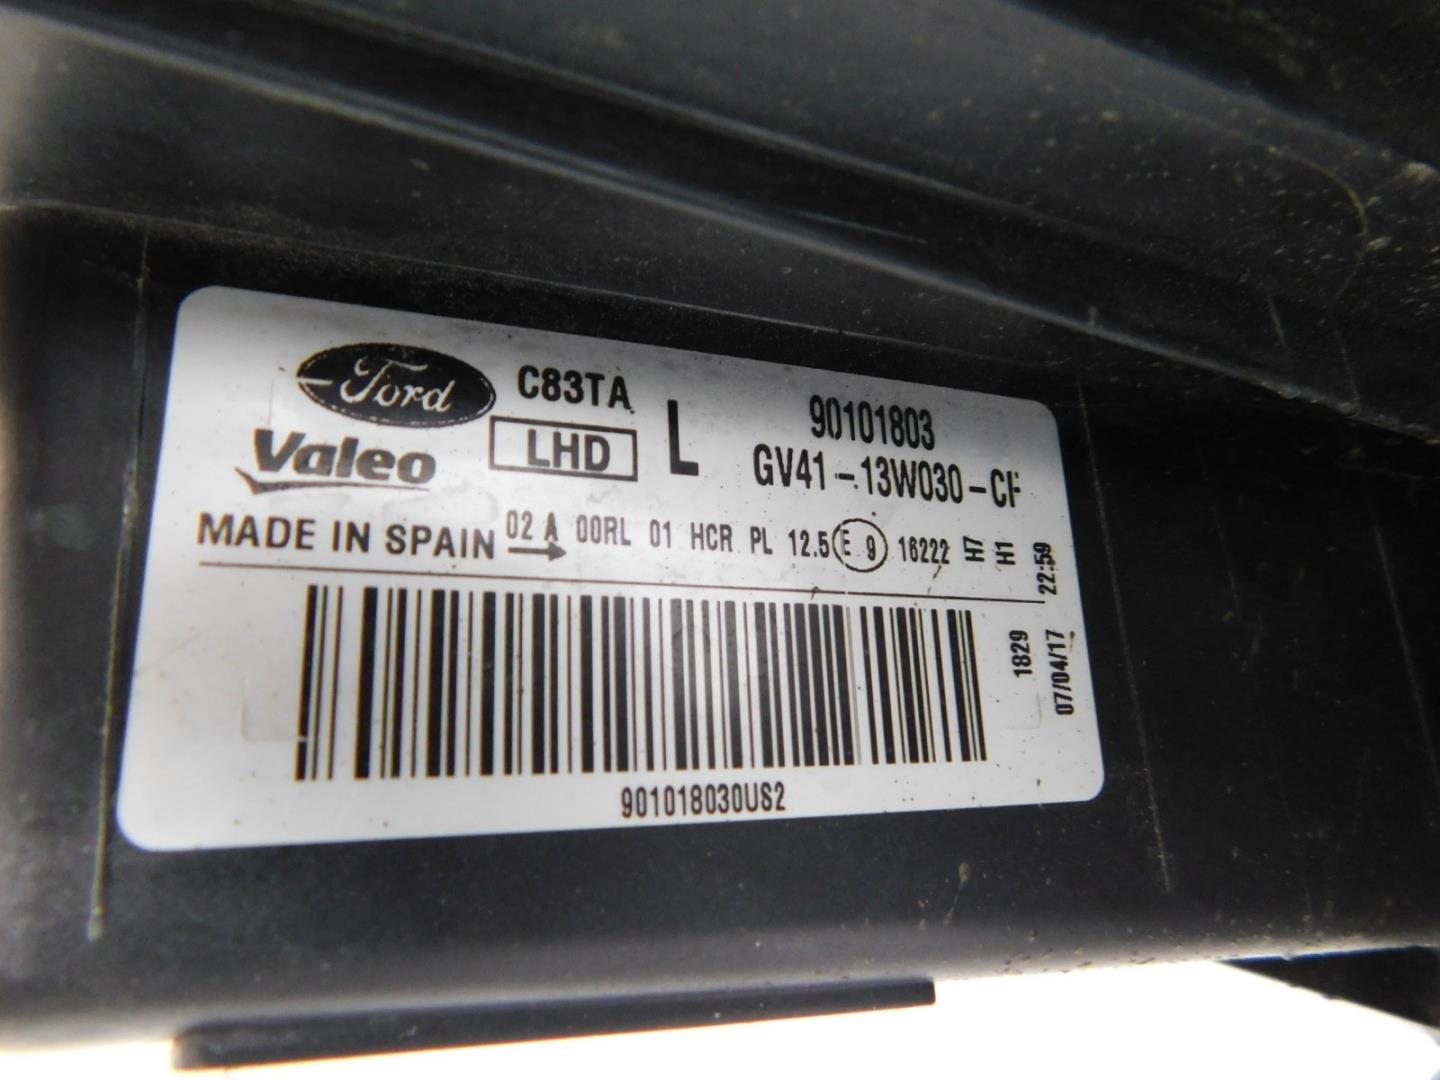 Ford
C83TA
Valeo
LHD
L
90101803
GV41-13W030-CF
MADE IN SPAIN
02 A 00RL 01 HCR PL 12.5 E 9 16222 H7 H1
22:59
1829
07/04/17
901018030US2